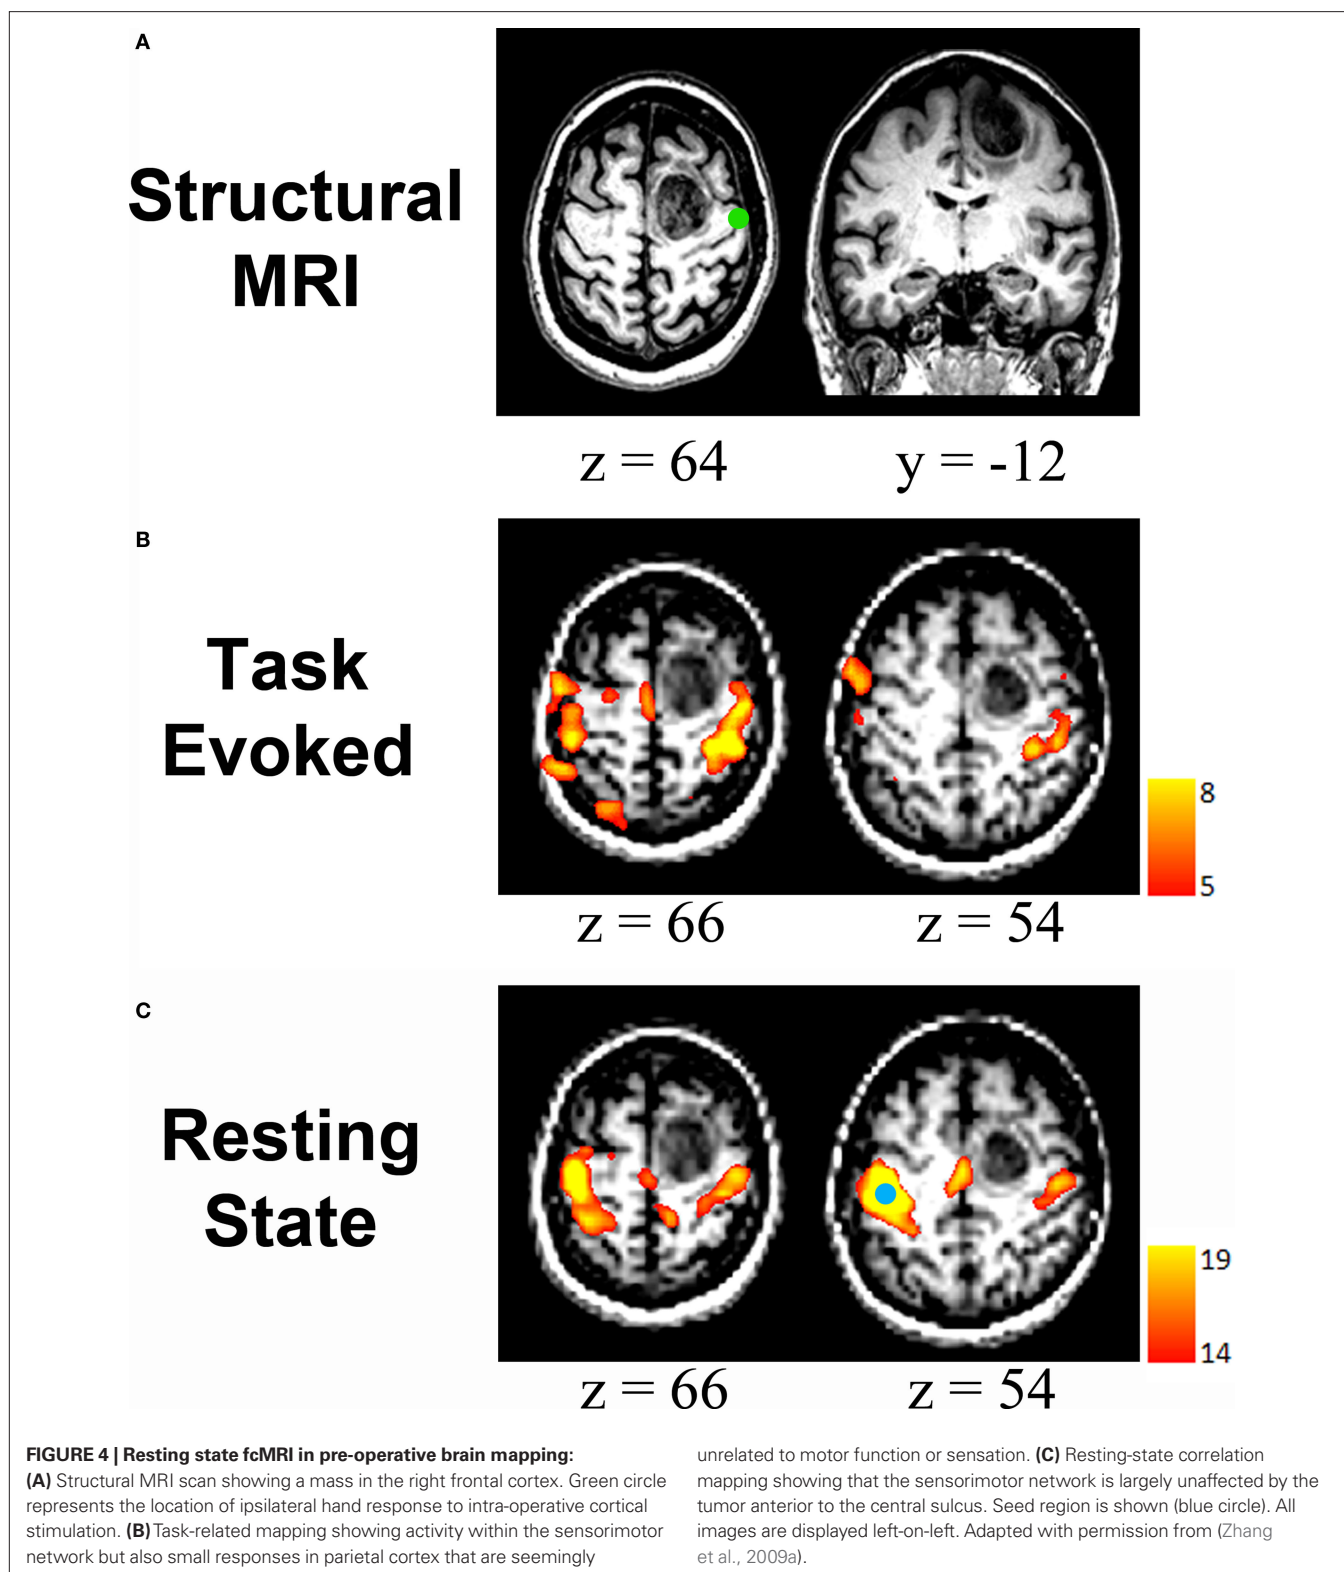 A
Structural
MRI
z = 64
y = -12
B
Task
Evoked
8
5
z = 66
z = 54
C
Resting
State
19
14
z = 66
z = 54
FIGURE 4 | Resting state fcMRI in pre-operative brain mapping:
(A) Structural MRI scan showing a mass in the right frontal cortex. Green circle
represents the location of ipsilateral hand response to intra-operative cortical
stimulation. (B) Task-related mapping showing activity within the sensorimotor
network but also small responses in parietal cortex that are seemingly
unrelated to motor function or sensation. (C) Resting-state correlation
mapping showing that the sensorimotor network is largely unaffected by the
tumor anterior to the central sulcus. Seed region is shown (blue circle). All
images are displayed left-on-left. Adapted with permission from (Zhang
et al., 2009a).